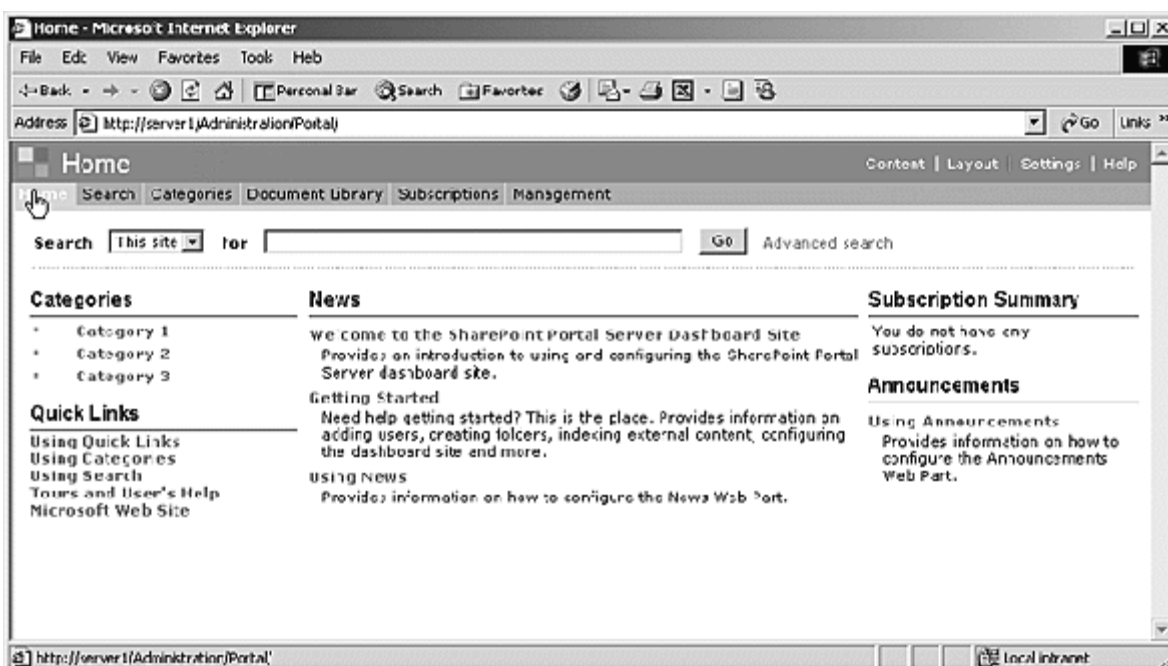 Home - Microsoft Internet Explorer
File Edit View Favorites Tools Help
Back Personal Bar Search Favorites
Address http://server1/Administration/Portal/ Go Links »
Home Content | Layout | Settings | Help
Home Search Categories Document Library Subscriptions Management
Search This site for Go Advanced search
Categories
Category 1
Category 2
Category 3
Quick Links
Using Quick Links
Using Categories
Using Search
Tours and User's Help
Microsoft Web Site
News
Welcome to the SharePoint Portal Server Dashboard Site
Provides an introduction to using and configuring the SharePoint Portal
Server dashboard site.
Getting Started
Need help getting started? This is the place. Provides information on
adding users, creating folders, indexing external content, configuring
the dashboard site and more.
Using News
Provides information on how to configure the News Web Part.
Subscription Summary
You do not have any
subscriptions.
Announcements
Using Announcements
Provides information on how to
configure the Announcements
Web Part.
http://server1/Administration/Portal/ Local intranet